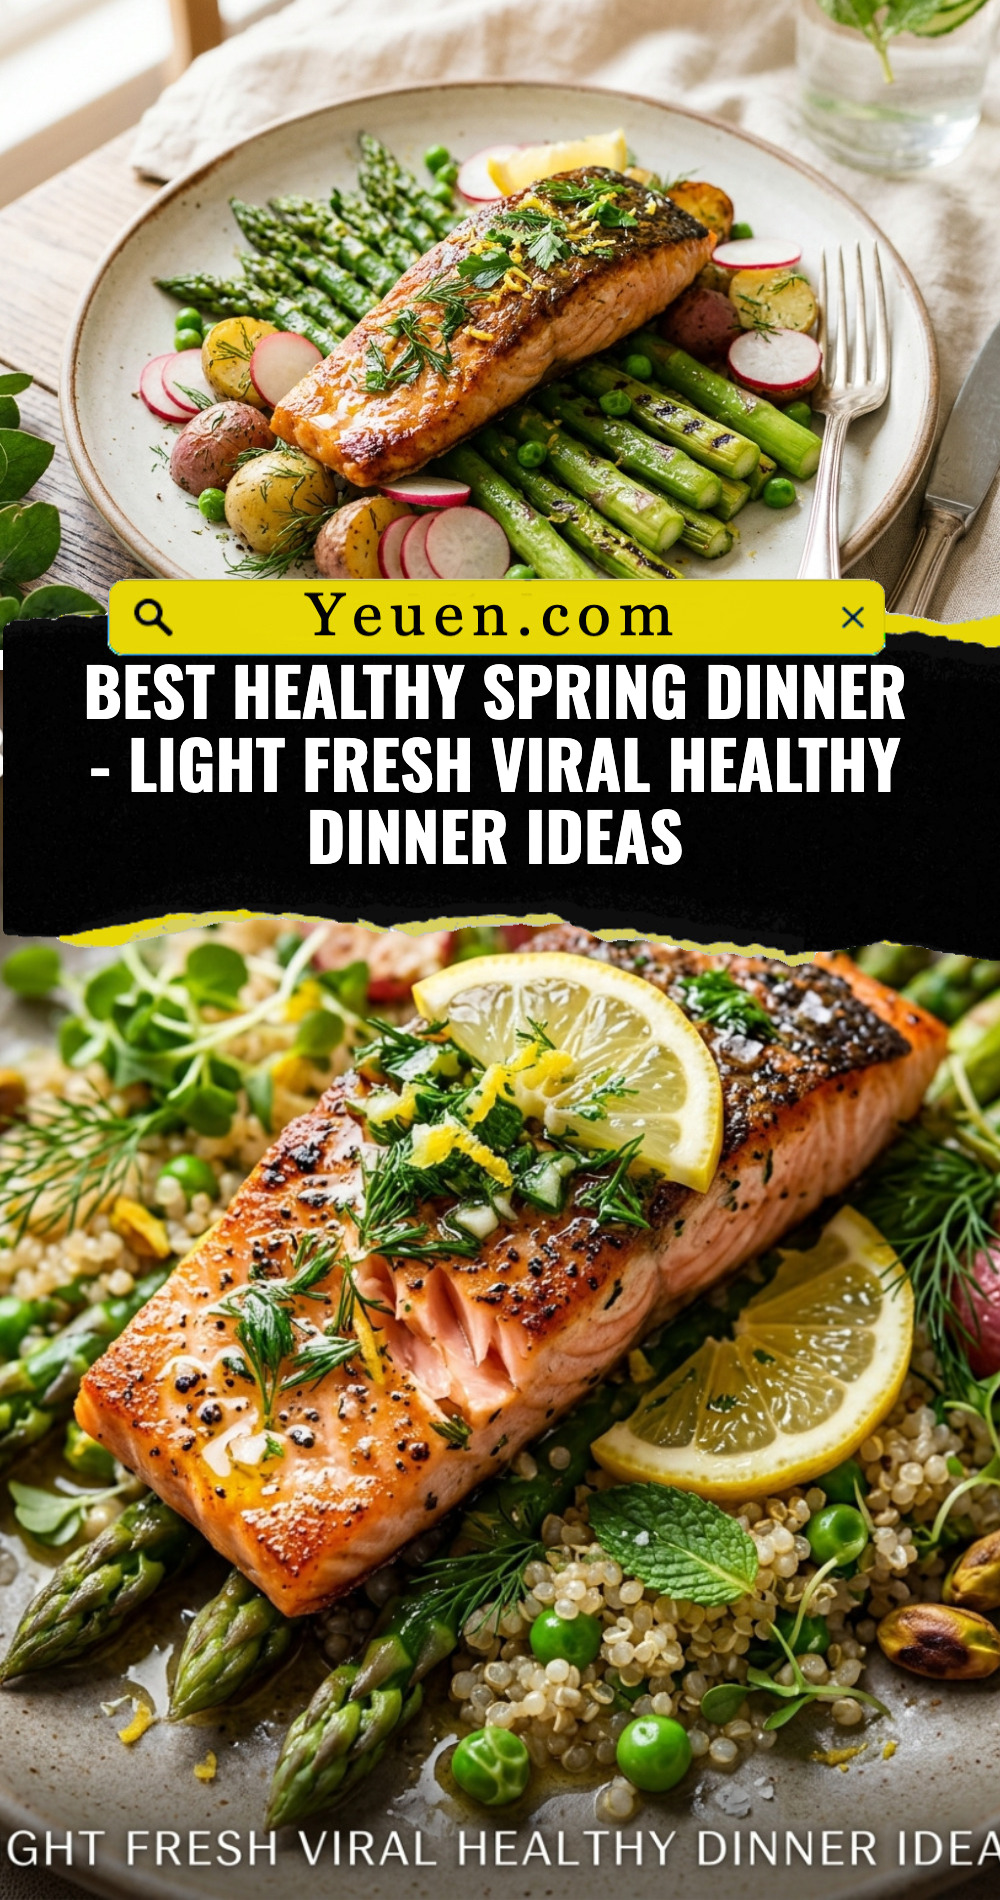 Yeuen.com
BEST HEALTHY SPRING DINNER
- LIGHT FRESH VIRAL HEALTHY
DINNER IDEAS
GHT FRESH VIRAL HEALTHY DINNER IDEA